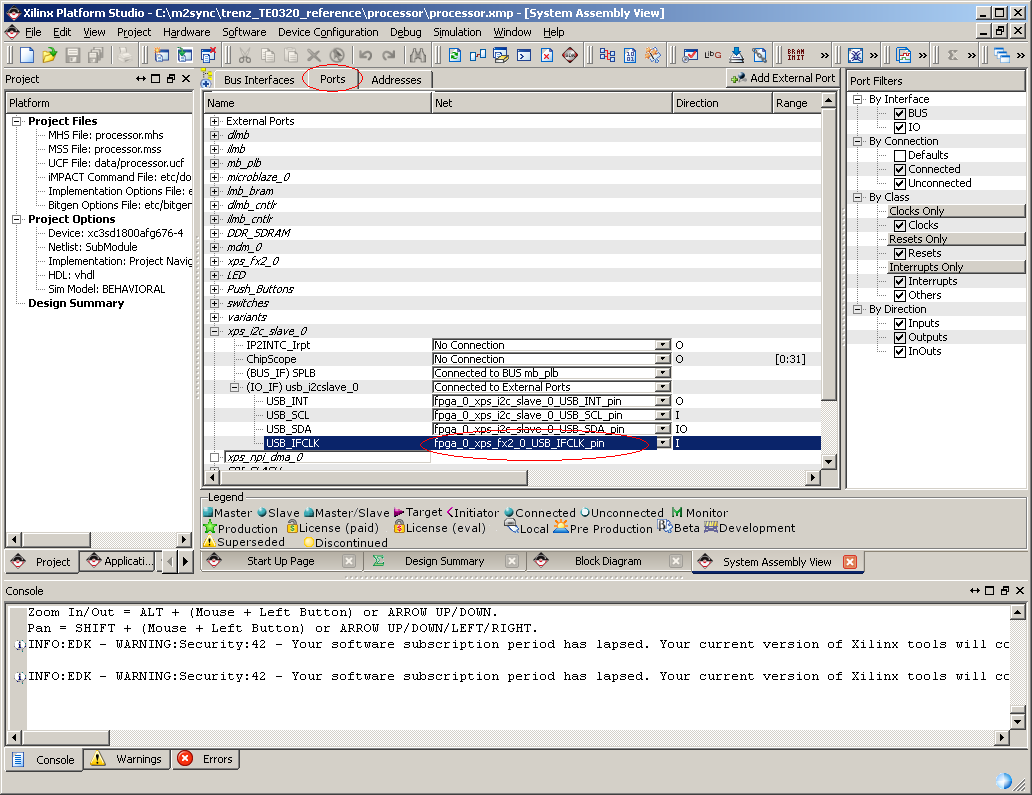 Xilinx Platform Studio - C:\m2sync\trenz_TE0320_reference\processor\processor.xmp - [System Assembly View]
File Edit View Project Hardware Software Device Configuration Debug Simulation Window Help
Project
Platform
Project Files
MHS File: processor.mhs
MSS File: processor.mss
UCF File: data/processor.ucf
iMPACT Command File: etc/do
Implementation Options File: e
Bitgen Options File: etc/bitger
Project Options
Device: xc3sd1800afg676-4
Netlist: SubModule
Implementation: Project Navig
HDL: vhdl
Sim Model: BEHAVIORAL
Design Summary
Project Applicati...
Bus Interfaces Ports Addresses Add External Port
Name Net Direction Range
External Ports
dlmb
ilmb
mb_plb
microblaze_0
lmb_bram
dlmb_cntlr
ilmb_cntlr
DDR_SDRAM
mdm_0
xps_fx2_0
LED
Push_Buttons
switches
variants
xps_i2c_slave_0
IP2INTC_Irpt No Connection O
ChipScope No Connection O [0:31]
(BUS_IF) SPLB Connected to BUS mb_plb
(IO_IF) usb_i2cslave_0 Connected to External Ports
USB_INT fpga_0_xps_i2c_slave_0_USB_INT_pin O
USB_SCL fpga_0_xps_i2c_slave_0_USB_SCL_pin I
USB_SDA fpga_0_xps_i2c_slave_0_USB_SDA_pin IO
USB_IFCLK fpga_0_xps_fx2_0_USB_IFCLK_pin I
xps_npi_dma_0
Legend
Master Slave Master/Slave Target Initiator Connected Unconnected Monitor
Production License (paid) License (eval) Local Pre Production Beta Development
Superseded Discontinued
Start Up Page Design Summary Block Diagram System Assembly View
Port Filters
By Interface
BUS
IO
By Connection
Defaults
Connected
Unconnected
By Class
Clocks Only
Clocks
Resets Only
Resets
Interrupts Only
Interrupts
Others
By Direction
Inputs
Outputs
InOuts
Console
Zoom In/Out = ALT + (Mouse + Left Button) or ARROW UP/DOWN.
Pan = SHIFT + (Mouse + Left Button) or ARROW UP/DOWN/LEFT/RIGHT.
INFO:EDK - WARNING:Security:42 - Your software subscription period has lapsed. Your current version of Xilinx tools will co
INFO:EDK - WARNING:Security:42 - Your software subscription period has lapsed. Your current version of Xilinx tools will co
Console Warnings Errors